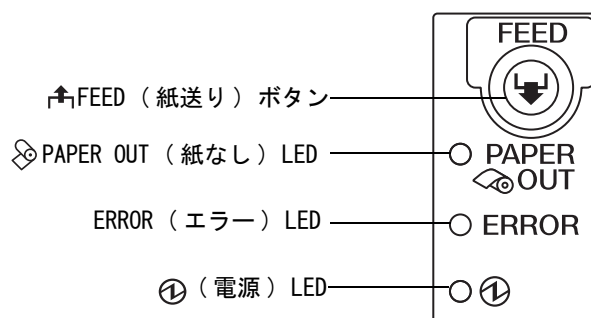 FEED
FEED（紙送り）ボタン
PAPER OUT（紙なし）LED
PAPER
OUT
ERROR（エラー）LED
ERROR
（電源）LED